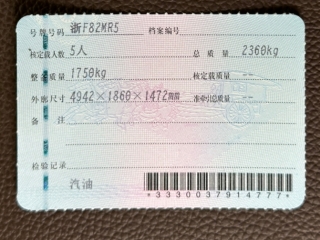 号牌号码 浙F82MR5 档案编号
核定载人数 5人 总质量 2360kg
整备质量 1750kg 核定载质量 --
外廓尺寸 4942×1860×1472mm 准牵引总质量 --
备注
检验记录
汽油
*3330037914777*